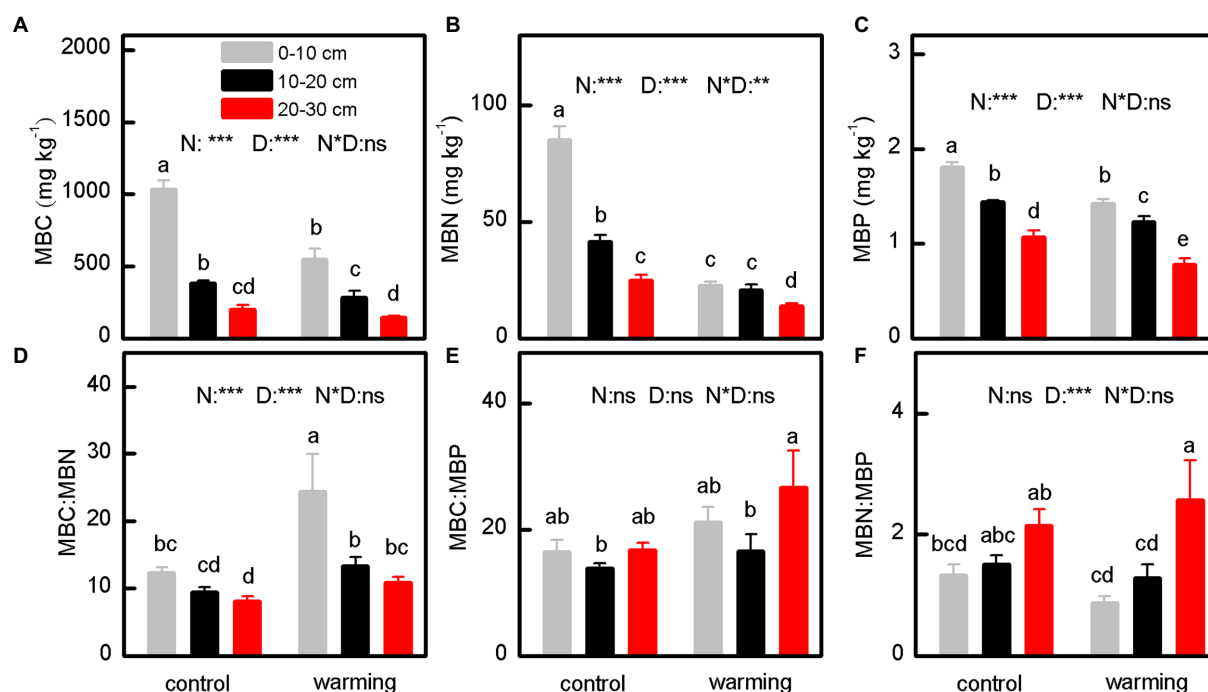 A
MBC (mg kg⁻¹)
2000
1500
1000
500
0
0-10 cm
10-20 cm
20-30 cm
N: *** D:*** N*D:ns
a
b
cd
b
c
d
B
MBN (mg kg⁻¹)
100
50
0
N:*** D:*** N*D:**
a
b
c
c
c
d
C
MBP (mg kg⁻¹)
3
2
1
0
N:*** D:*** N*D:ns
a
b
d
b
c
e
D
MBC:MBN
40
30
20
10
0
N:*** D:*** N*D:ns
bc
cd
d
a
b
bc
control warming
E
MBC:MBP
40
20
0
N:ns D:ns N*D:ns
ab
b
ab
ab
b
a
control warming
F
MBN:MBP
4
2
0
N:ns D:*** N*D:ns
bcd
abc
ab
cd
cd
a
control warming